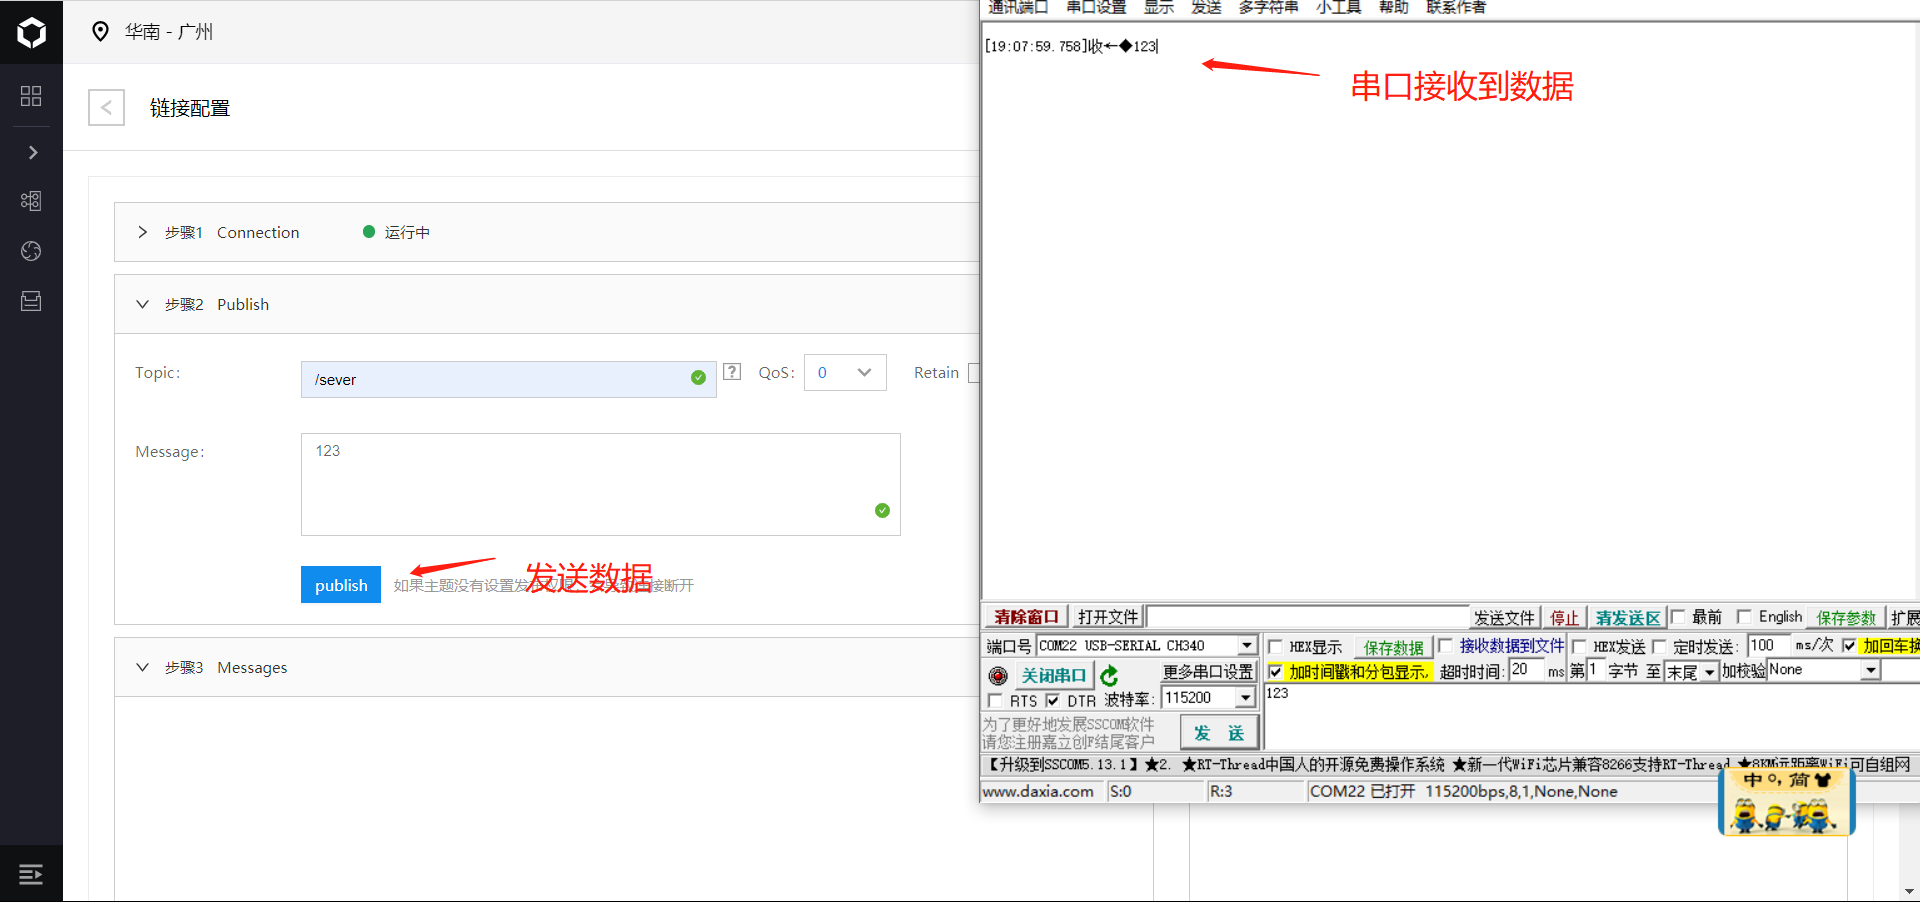 华南 - 广州
链接配置
步骤1 Connection 运行中
步骤2 Publish
Topic: /sever ? QoS: 0 Retain
Message: 123
publish 如果主题没有设置发布权限，会导致连接断开
发送数据
步骤3 Messages
通讯端口 串口设置 显示 发送 多字符串 小工具 帮助 联系作者
[19:07:59.758]收←◆123
串口接收到数据
清除窗口 打开文件 发送文件 停止 清发送区 最前 English 保存参数 扩展
端口号 COM22 USB-SERIAL CH340 HEX显示 保存数据 接收数据到文件 HEX发送 定时发送: 100 ms/次 加回车换
关闭串口 更多串口设置 加时间戳和分包显示, 超时时间: 20 ms 第1 字节 至 末尾 加校验None
RTS DTR 波特率: 115200 123
为了更好地发展SSCOM软件
请您注册嘉立创F结尾客户
发 送
【升级到SSCOM5.13.1】★2. ★RT-Thread中国人的开源免费操作系统 ★新一代WiFi芯片兼容8266支持RT-Thread ★8KM远距离WiFi可自组网
www.daxia.com S:0 R:3 COM22 已打开 115200bps,8,1,None,None
中 °, 简